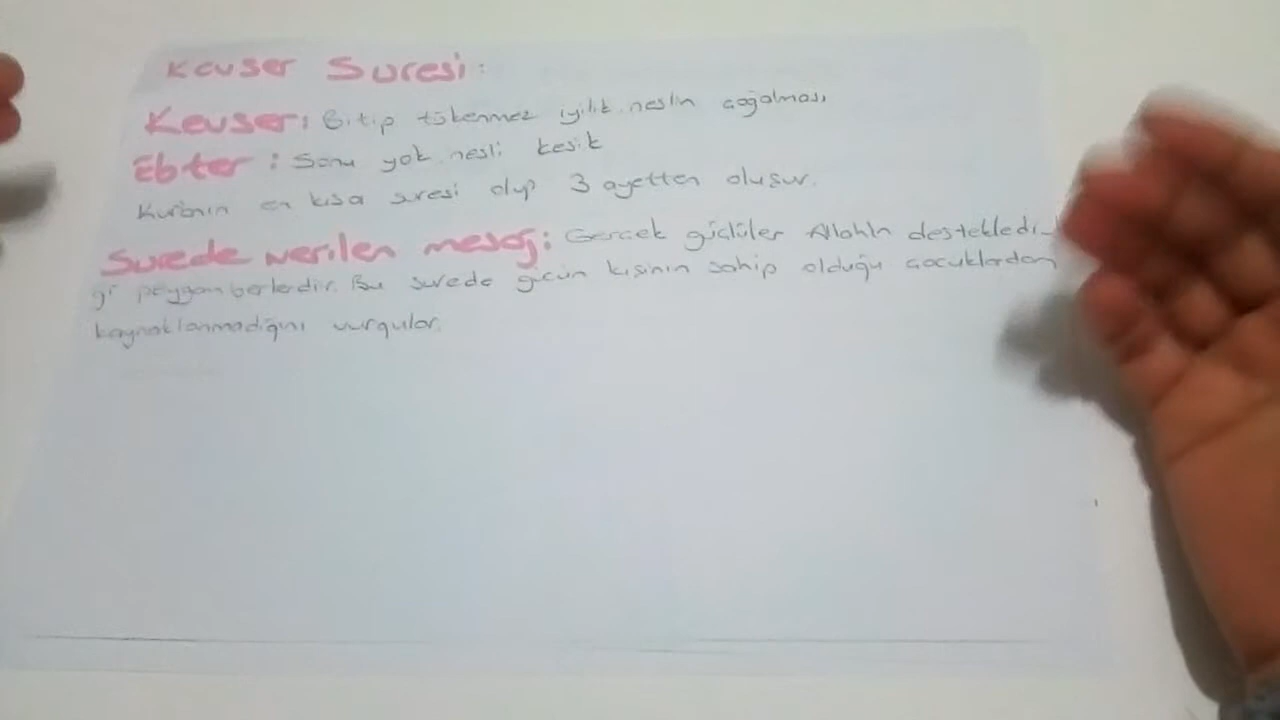 Kevser Suresi:
Kevser: Bitip tükenmez iyilik neslin çoğalması
Ebter: Sonu yok nesli kesik
Kur'anın en kısa suresi olup 3 ayetten oluşur.
Surede verilen mesaj: Gerçek güçlüler Allahın destekledi-
ği peygamberlerdir. Bu surede gücün kişinin sahip olduğu çocuklardan
kaynaklanmadığını vurgular.